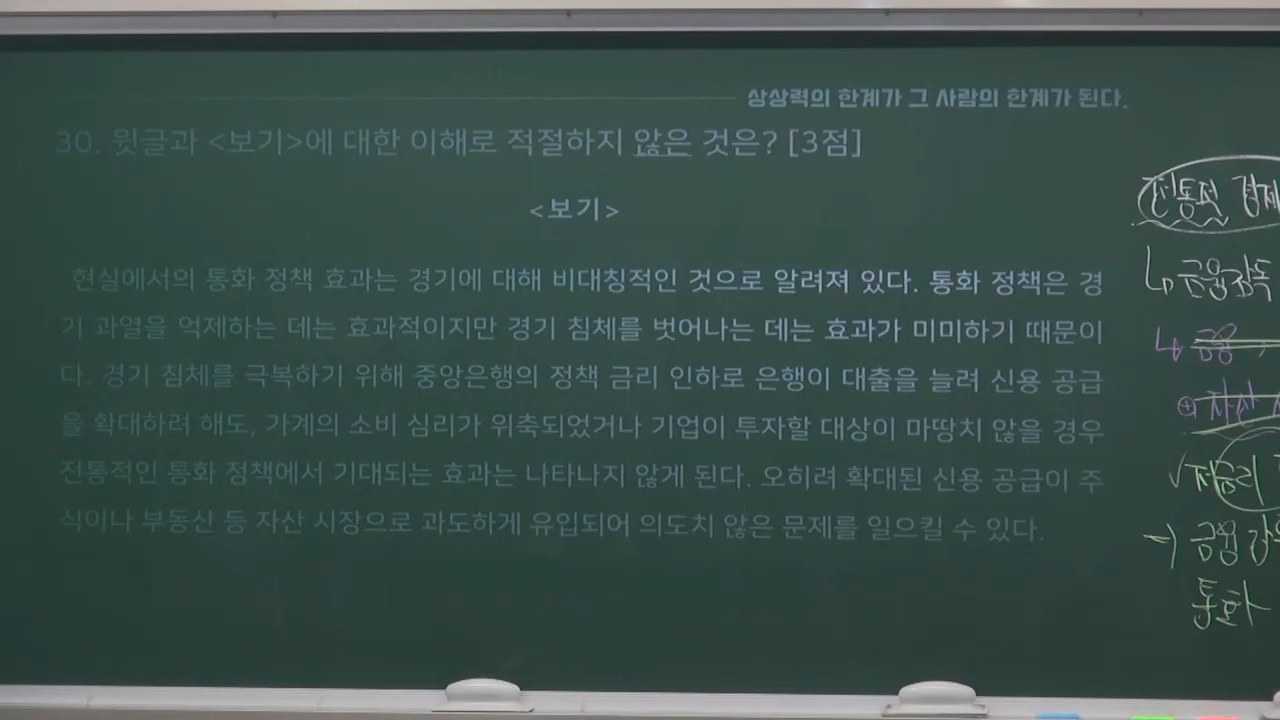 상상력의 한계가 그 사람의 한계가 된다.
30. 윗글과 <보기>에 대한 이해로 적절하지 않은 것은? [3점]
<보기>
현실에서의 통화 정책 효과는 경기에 대해 비대칭적인 것으로 알려져 있다. 통화 정책은 경
기 과열을 억제하는 데는 효과적이지만 경기 침체를 벗어나는 데는 효과가 미미하기 때문이
다. 경기 침체를 극복하기 위해 중앙은행의 정책 금리 인하로 은행이 대출을 늘려 신용 공급
을 확대하려 해도, 가계의 소비 심리가 위축되었거나 기업이 투자할 대상이 마땅치 않을 경우
전통적인 통화 정책에서 기대되는 효과는 나타나지 않게 된다. 오히려 확대된 신용 공급이 주
식이나 부동산 등 자산 시장으로 과도하게 유입되어 의도치 않은 문제를 일으킬 수 있다.
전통적 경제
금융감독
금융
자산
저금리
통화